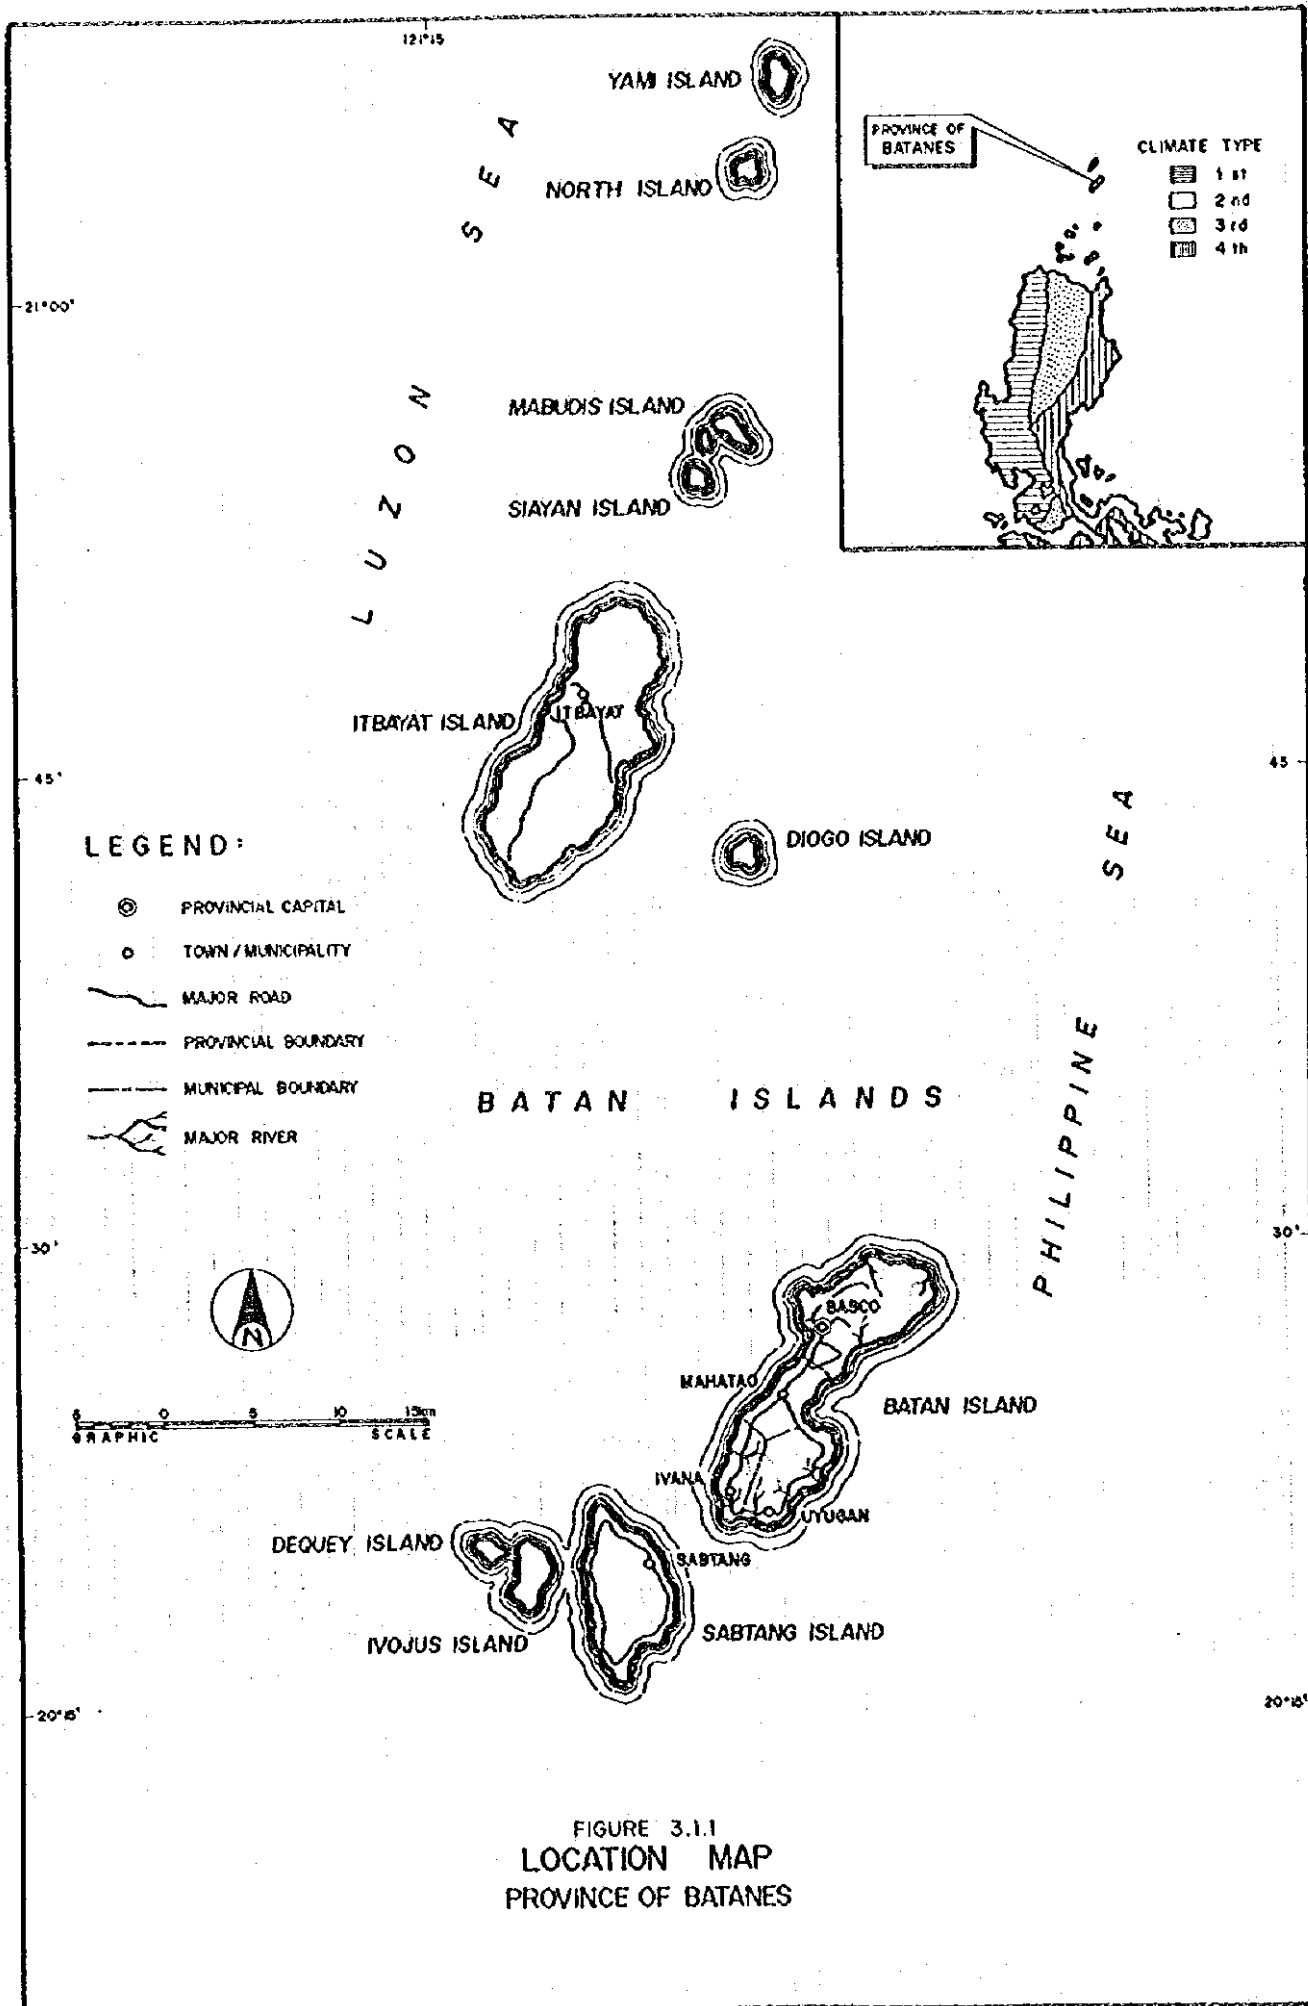 121°15
YAMI ISLAND
NORTH ISLAND
LUZON SEA
PROVINCE OF
BATANES
CLIMATE TYPE
1 st
2 nd
3 rd
4 th
21°00'
MABUDIS ISLAND
SIAYAN ISLAND
ITBAYAT ISLAND
ITBAYAT
45'
45
DIOGO ISLAND
LEGEND:
PROVINCIAL CAPITAL
TOWN / MUNICIPALITY
MAJOR ROAD
PROVINCIAL BOUNDARY
MUNICIPAL BOUNDARY
MAJOR RIVER
BATAN ISLANDS
PHILIPPINE SEA
30'
30'
N
BASCO
MAHATAO
BATAN ISLAND
0 5 10 15km
GRAPHIC SCALE
IVANA
UYUGAN
DEQUEY ISLAND
SABTANG
IVOJUS ISLAND
SABTANG ISLAND
20°15'
20°15'
FIGURE 3.1.1
LOCATION MAP
PROVINCE OF BATANES